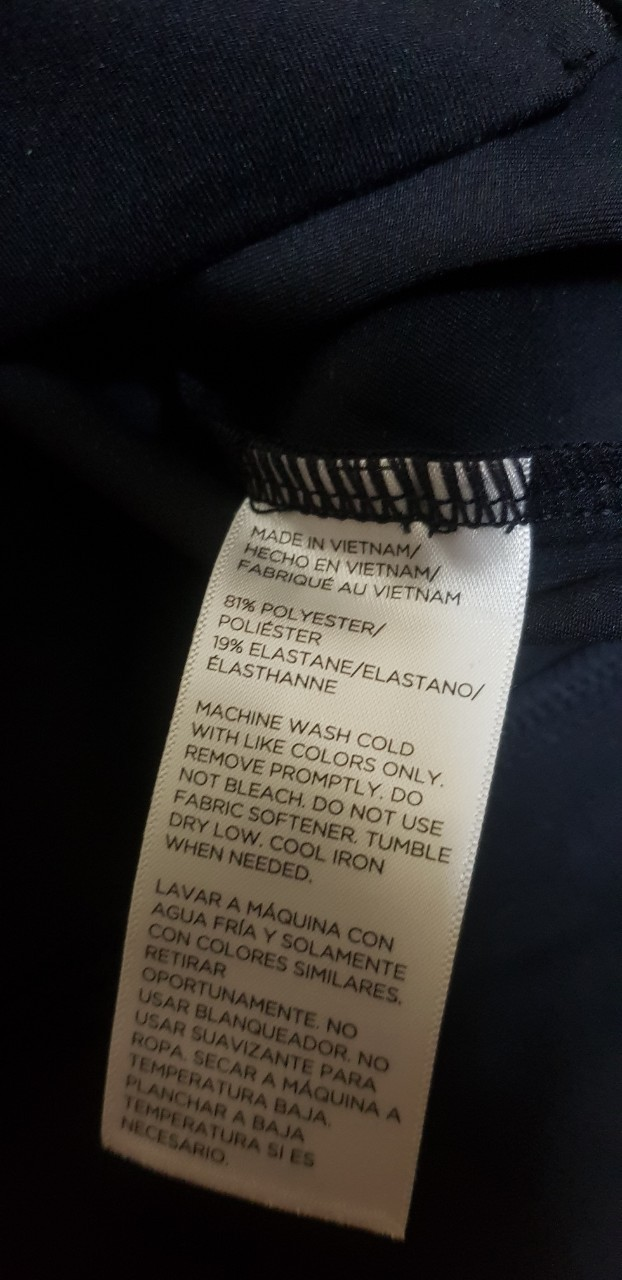 MADE IN VIETNAM/
HECHO EN VIETNAM/
FABRIQUÉ AU VIETNAM
81% POLYESTER/
POLIÉSTER
19% ELASTANE/ELASTANO/
ÉLASTHANNE
MACHINE WASH COLD
WITH LIKE COLORS ONLY.
REMOVE PROMPTLY. DO
NOT BLEACH. DO NOT USE
FABRIC SOFTENER. TUMBLE
DRY LOW. COOL IRON
WHEN NEEDED.
LAVAR A MÁQUINA CON
AGUA FRÍA Y SOLAMENTE
CON COLORES SIMILARES.
RETIRAR
OPORTUNAMENTE. NO
USAR BLANQUEADOR. NO
USAR SUAVIZANTE PARA
ROPA. SECAR A MÁQUINA A
TEMPERATURA BAJA.
PLANCHAR A BAJA
TEMPERATURA SI ES
NECESARIO.